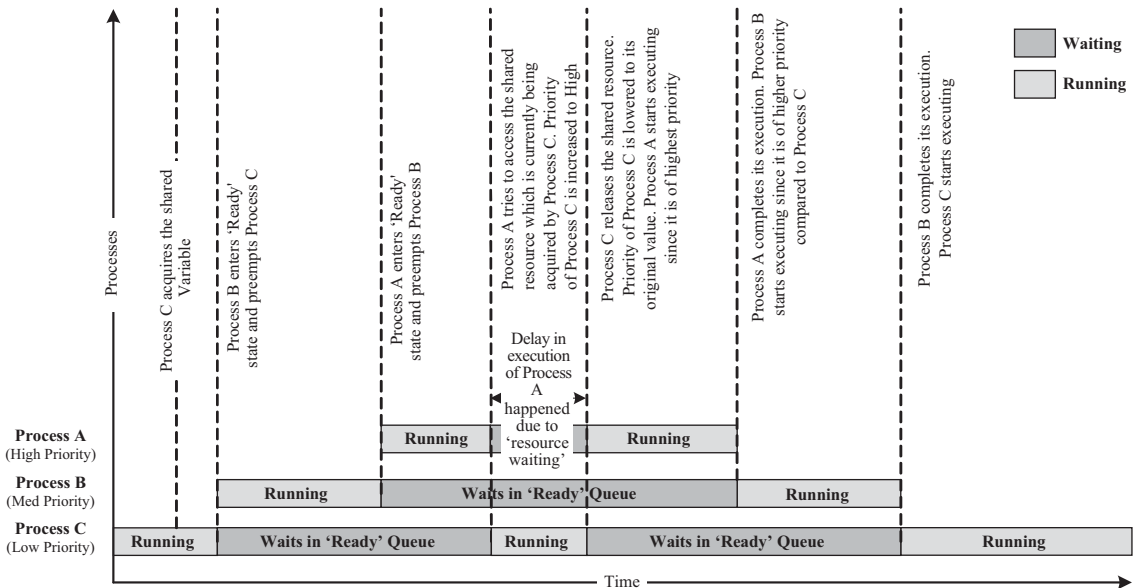 Waiting
Running
Processes
Process C acquires the shared
Variable
Process B enters ‘Ready'
state and preempts Process C
Process A enters ‘Ready’
state and preempts Process B
Process A tries to access the shared
resource which is currently being
acquired by Process C. Priority
of Process C is increased to High
Process C releases the shared resource.
Priority of Process C is lowered to its
original value. Process A starts executing
since it is of highest priority
Process A completes its execution. Process B
starts executing since it is of higher priority
compared to Process C
Process B completes its execution.
Process C starts executing
Delay in
execution
of Process
A
happened
due to
‘resource
waiting’
Process A
(High Priority)
Running
Running
Process B
(Med Priority)
Running
Waits in ‘Ready’ Queue
Running
Process C
(Low Priority)
Running
Waits in ‘Ready’ Queue
Running
Waits in ‘Ready’ Queue
Running
Time